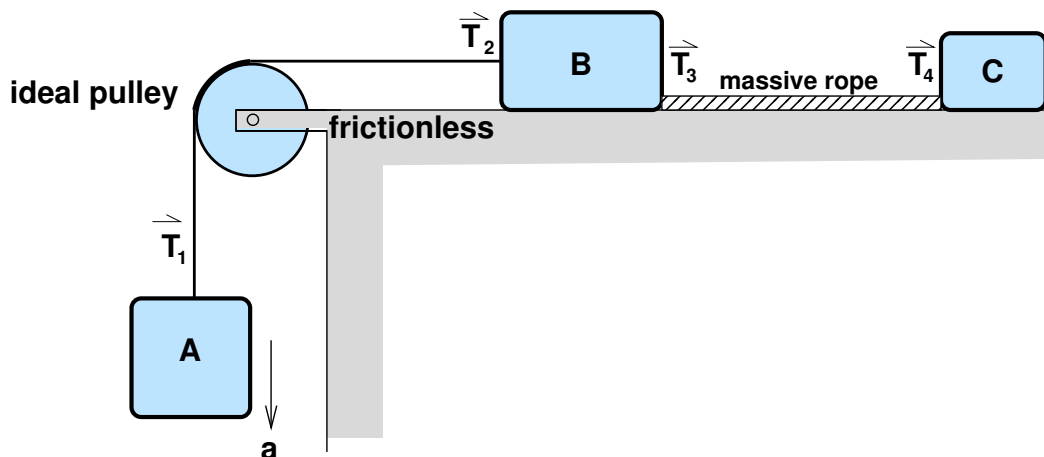 T2
B
T3
T4
C
massive rope
ideal pulley
frictionless
T1
A
a